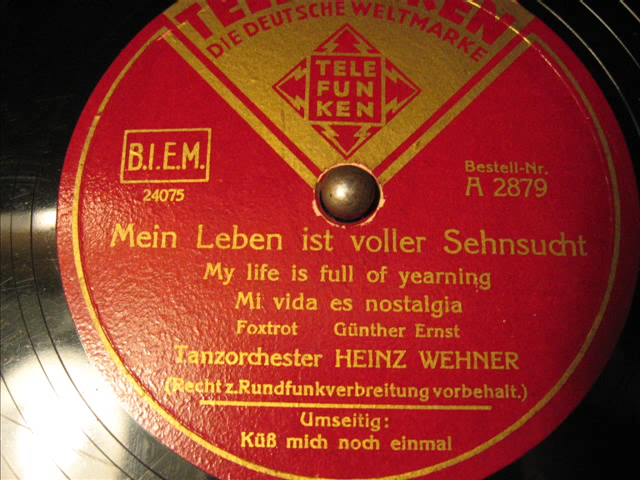 TELEFUNKEN
DIE DEUTSCHE WELTMARKE
TELE
FUN
KEN
B.I.E.M.
24075
Bestell-Nr.
A 2879
Mein Leben ist voller Sehnsucht
My life is full of yearning
Mi vida es nostalgia
Foxtrot Günther Ernst
Tanzorchester HEINZ WEHNER
(Recht z. Rundfunkverbreitung vorbehalt.)
Umseitig:
Küß mich noch einmal